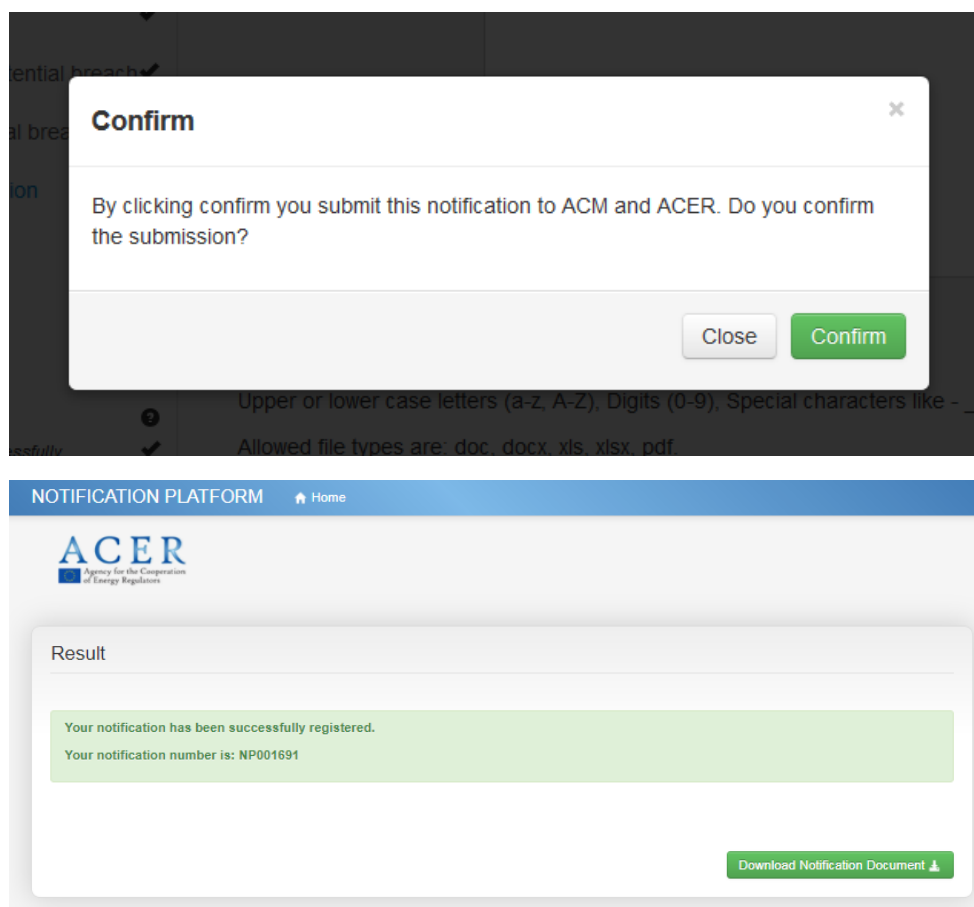 ential breach
al brea
ion
Confirm
×
By clicking confirm you submit this notification to ACM and ACER. Do you confirm
the submission?
Close
Confirm
Upper or lower case letters (a-z, A-Z), Digits (0-9), Special characters like - _
ssfully
Allowed file types are: doc, docx, xls, xlsx, pdf.
NOTIFICATION PLATFORM
Home
ACER
Agency for the Cooperation
of Energy Regulators
Result
Your notification has been successfully registered.
Your notification number is: NP001691
Download Notification Document